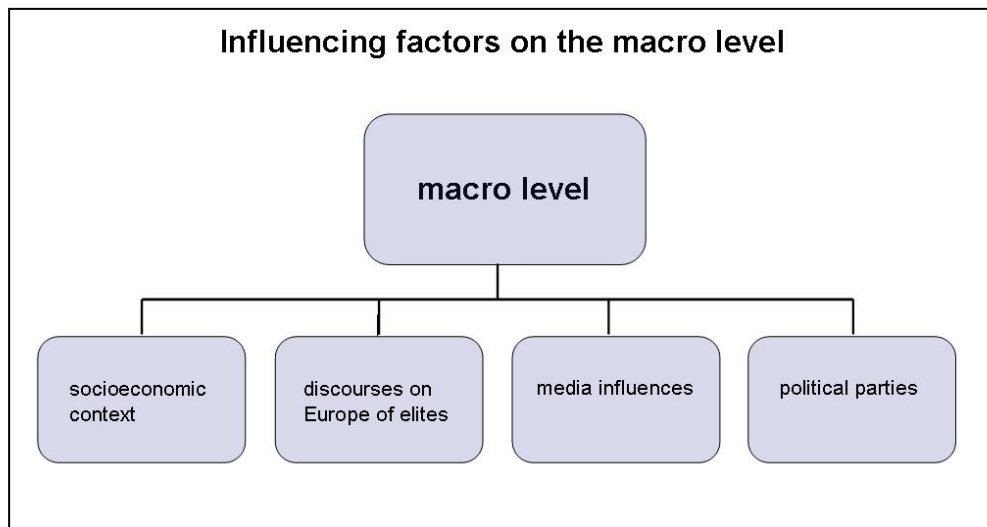 Influencing factors on the macro level
macro level
socioeconomic
context
discourses on
Europe of elites
media influences
political parties